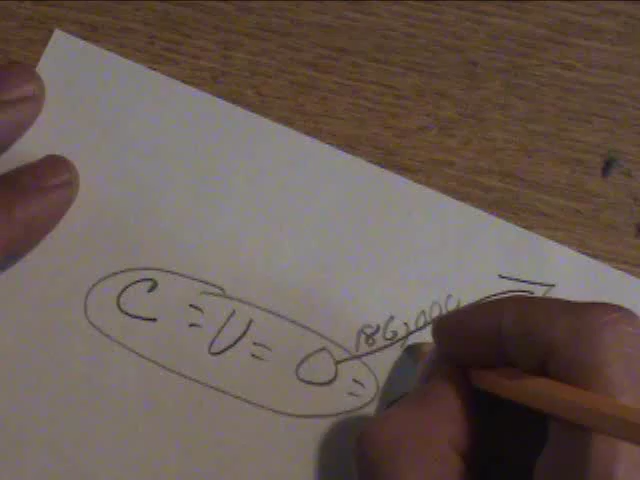 C = V = O =
186,000